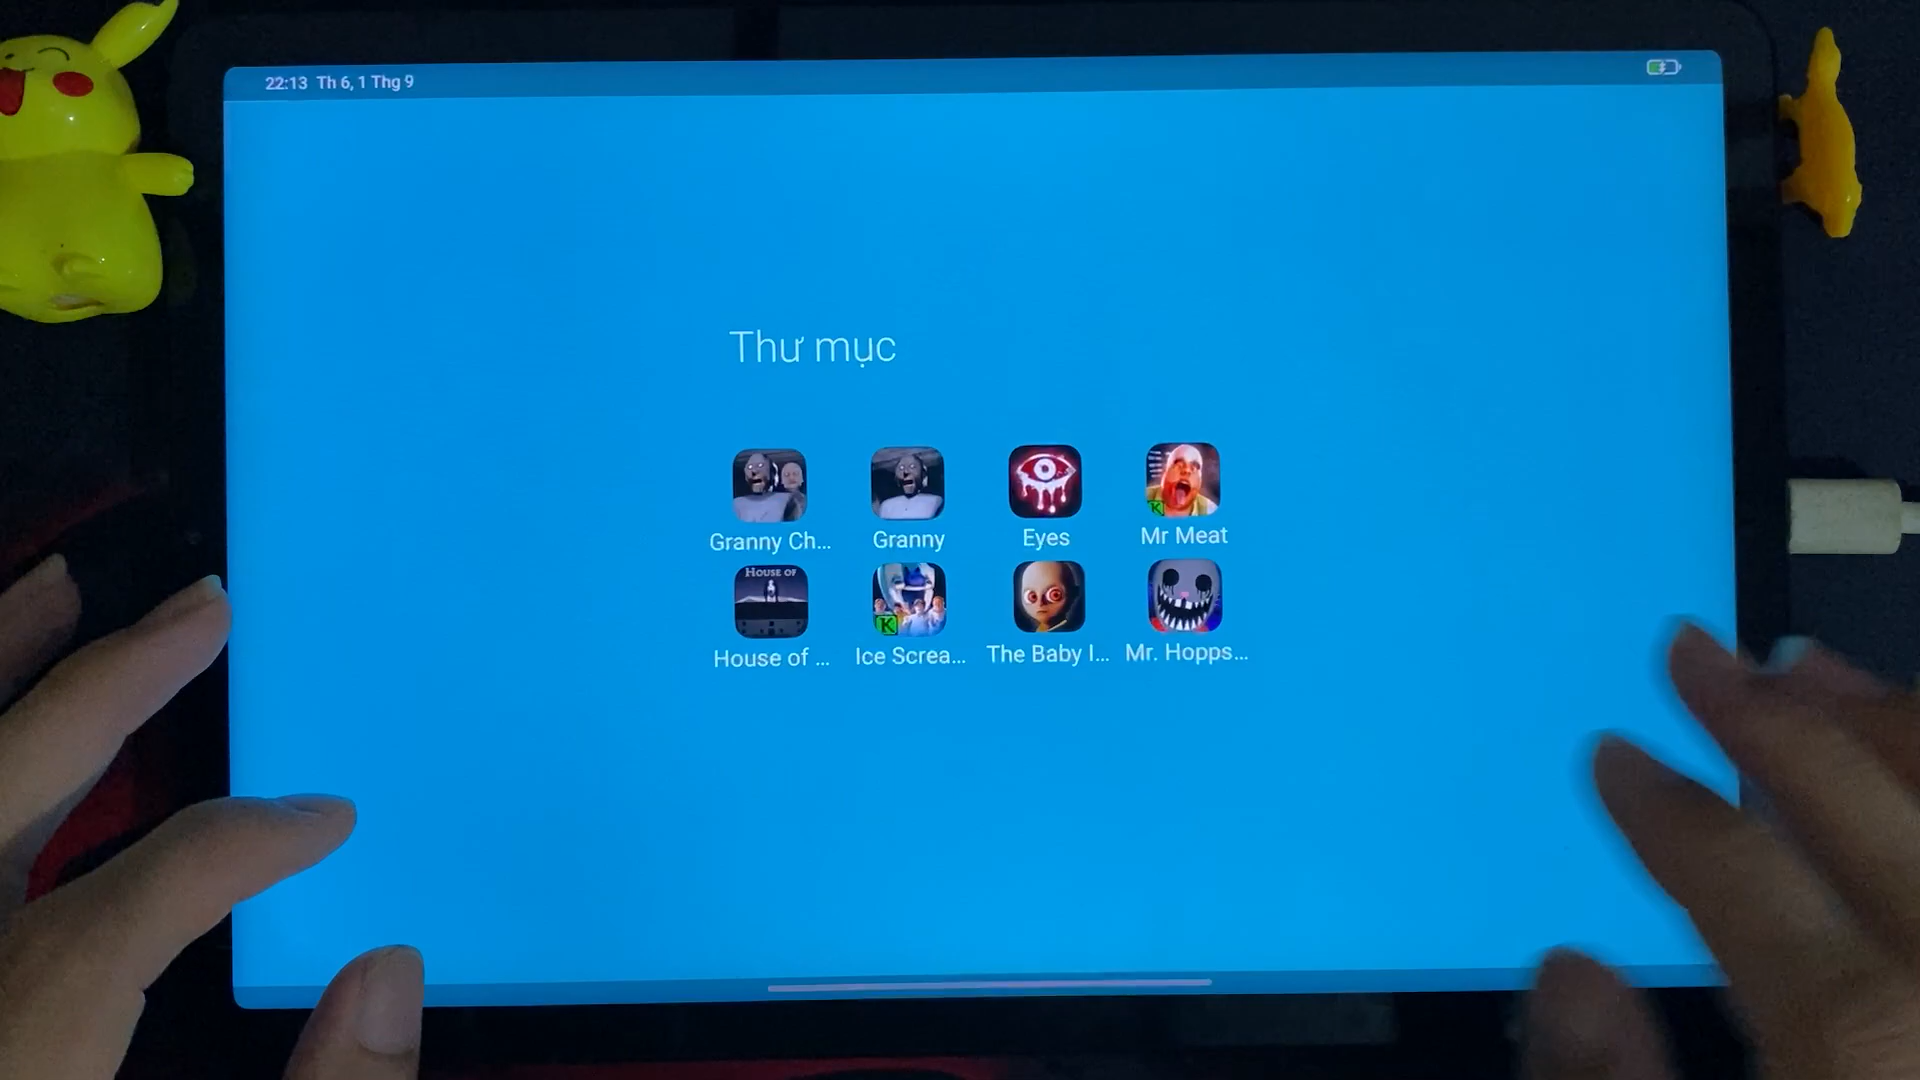 22:13 Th 6, 1 Thg 9
Thư mục
Granny Ch...
Granny
Eyes
Mr Meat
K
HOUSE OF
K
House of ...
Ice Screa...
The Baby I...
Mr. Hopps...